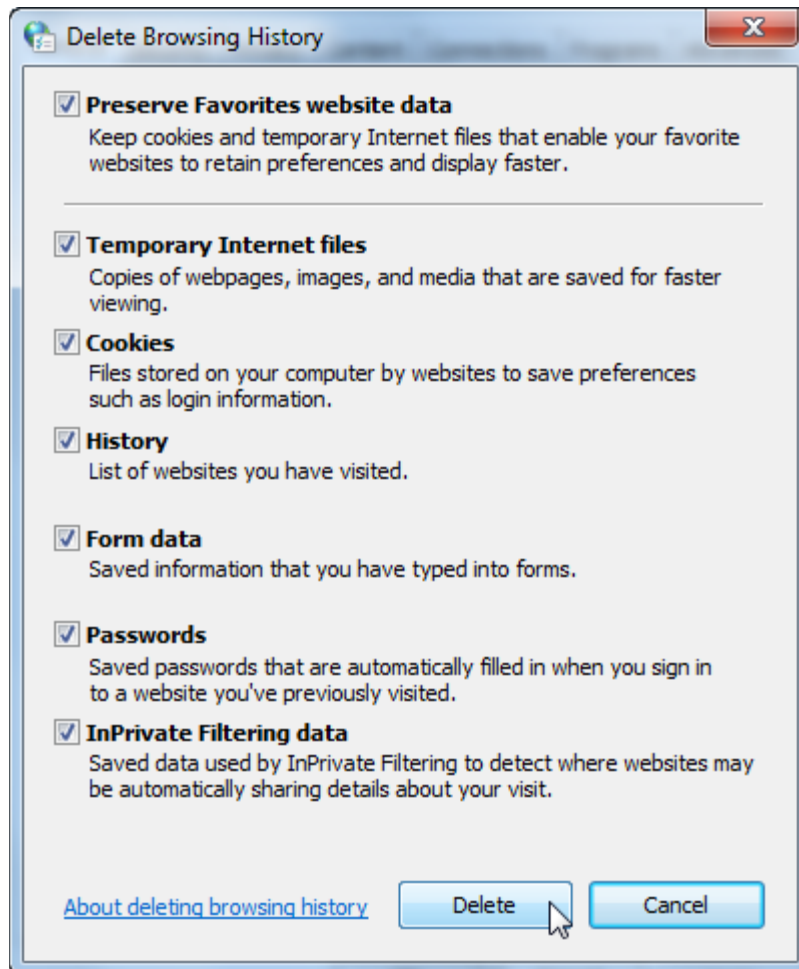 Delete Browsing History
Preserve Favorites website data
Keep cookies and temporary Internet files that enable your favorite
websites to retain preferences and display faster.
Temporary Internet files
Copies of webpages, images, and media that are saved for faster
viewing.
Cookies
Files stored on your computer by websites to save preferences
such as login information.
History
List of websites you have visited.
Form data
Saved information that you have typed into forms.
Passwords
Saved passwords that are automatically filled in when you sign in
to a website you've previously visited.
InPrivate Filtering data
Saved data used by InPrivate Filtering to detect where websites may
be automatically sharing details about your visit.
About deleting browsing history
Delete
Cancel